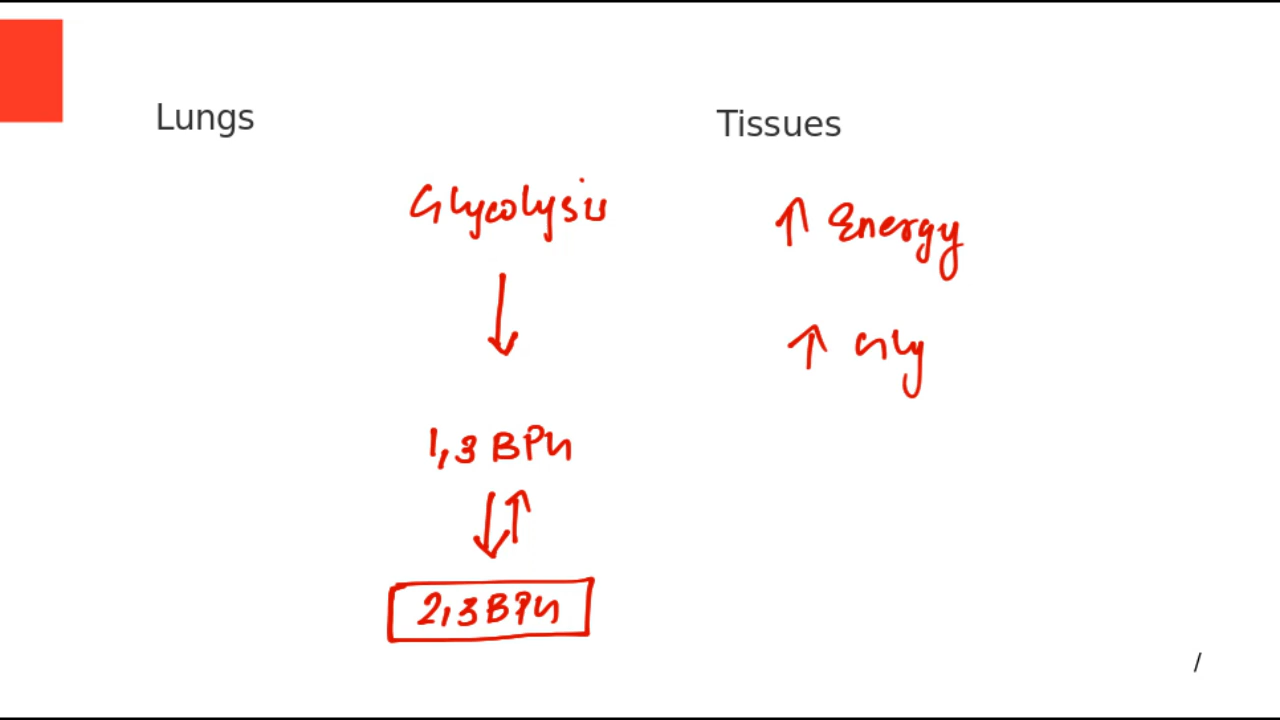 Lungs
Tissues
Glycolysis
↑ Energy
↑ Gly
↓
1,3 BPG
↓↑
2,3 BPG
/